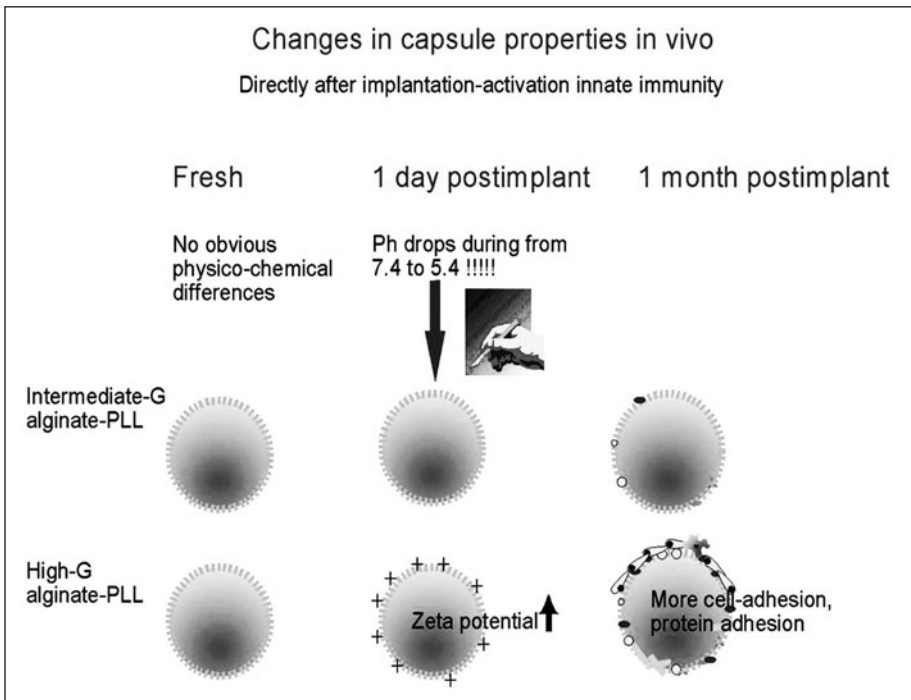 Changes in capsule properties in vivo
Directly after implantation-activation innate immunity
Fresh
1 day postimplant
1 month postimplant
No obvious
physico-chemical
differences
Ph drops during from
7.4 to 5.4 !!!!!
Intermediate-G
alginate-PLL
High-G
alginate-PLL
+ + + + + + + + + +
Zeta potential
More cell-adhesion,
protein adhesion